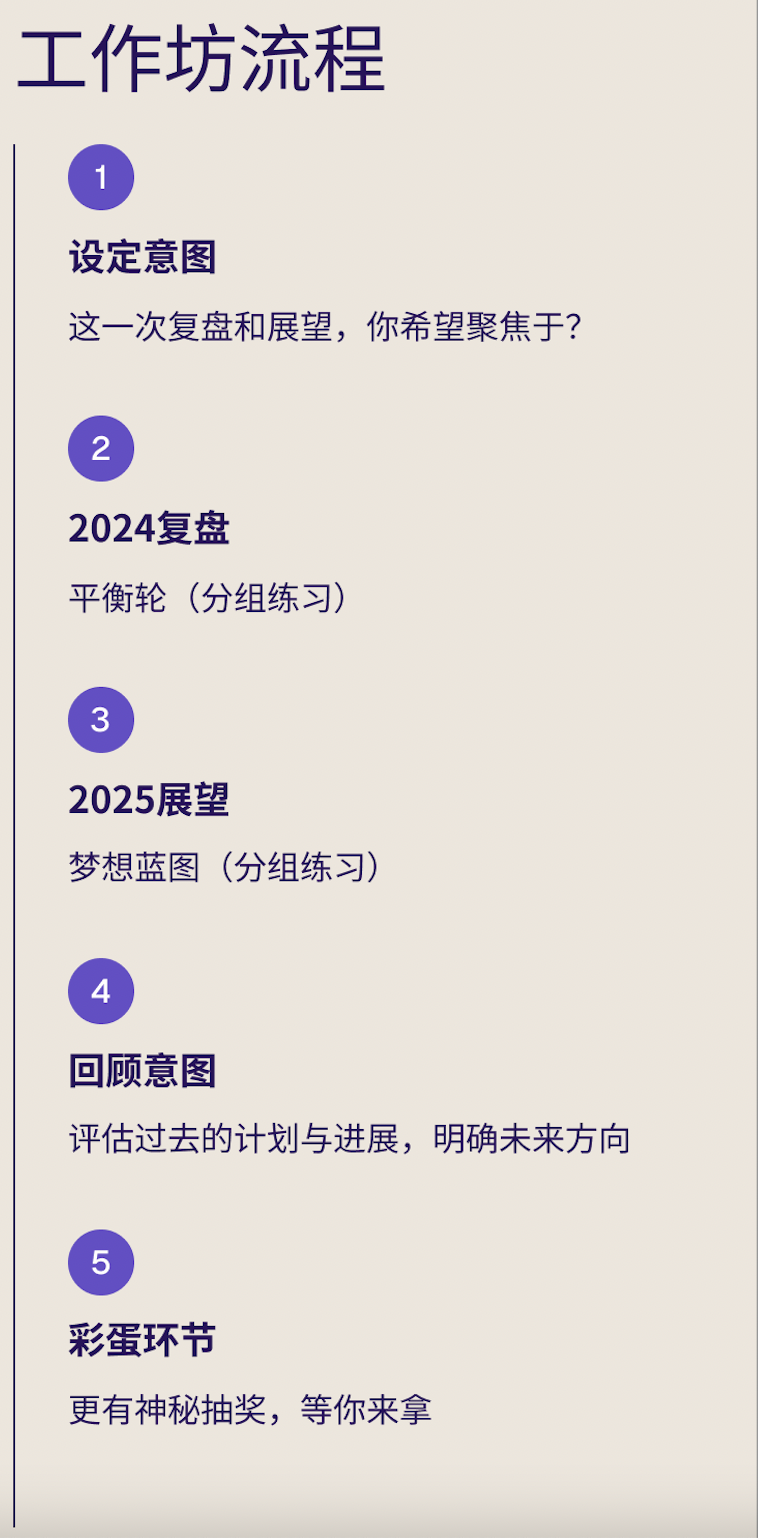 工作坊流程
1
设定意图
这一次复盘和展望，你希望聚焦于？
2
2024复盘
平衡轮（分组练习）
3
2025展望
梦想蓝图（分组练习）
4
回顾意图
评估过去的计划与进展，明确未来方向
5
彩蛋环节
更有神秘抽奖，等你来拿